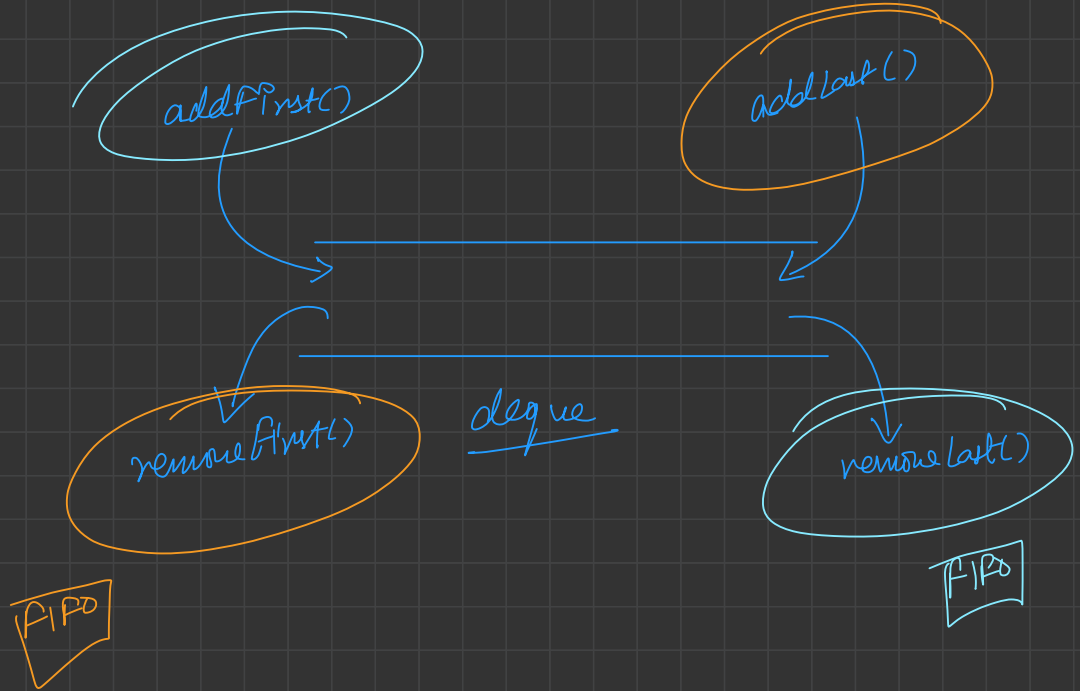 addFirst()
addLast()
removeFirst()
deque
removeLast()
FIFO
FIFO